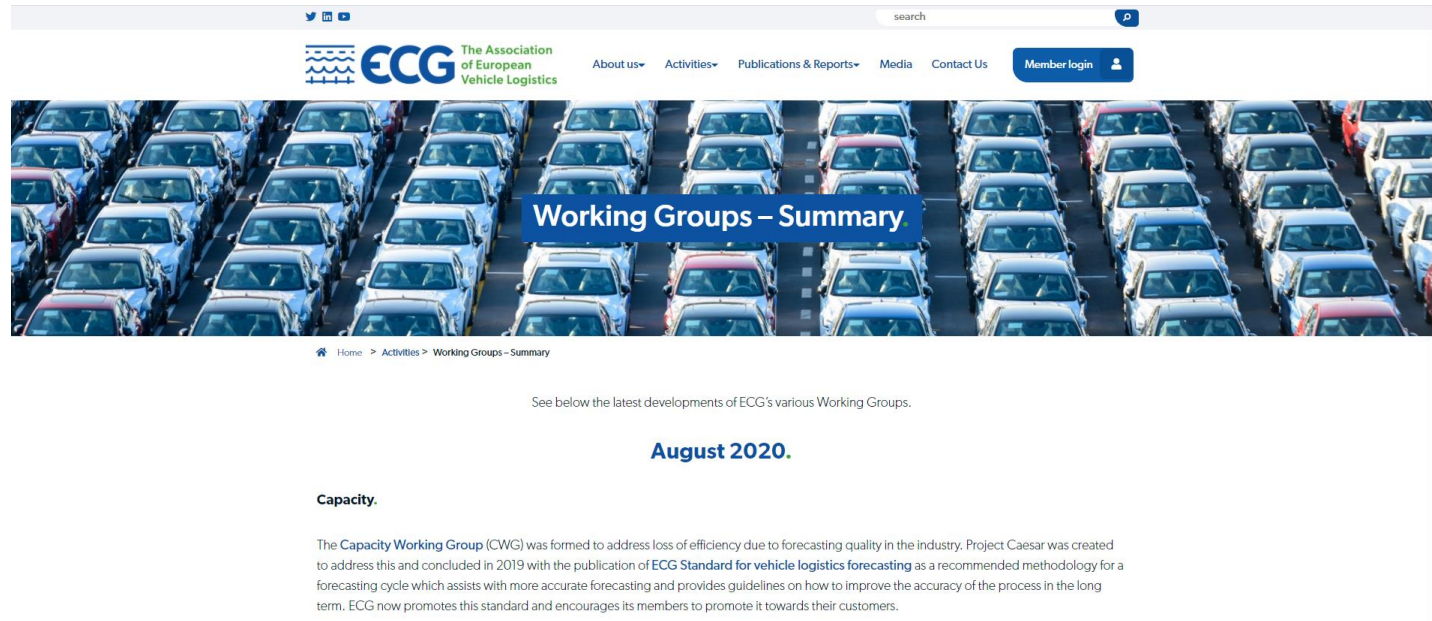 search
ECG
The Association
of European
Vehicle Logistics
About us
Activities
Publications & Reports
Media
Contact Us
Member login
Working Groups – Summary.
Home > Activities > Working Groups – Summary
See below the latest developments of ECG's various Working Groups.
August 2020.
Capacity.
The Capacity Working Group (CWG) was formed to address loss of efficiency due to forecasting quality in the industry. Project Caesar was created
to address this and concluded in 2019 with the publication of ECG Standard for vehicle logistics forecasting as a recommended methodology for a
forecasting cycle which assists with more accurate forecasting and provides guidelines on how to improve the accuracy of the process in the long
term. ECG now promotes this standard and encourages its members to promote it towards their customers.